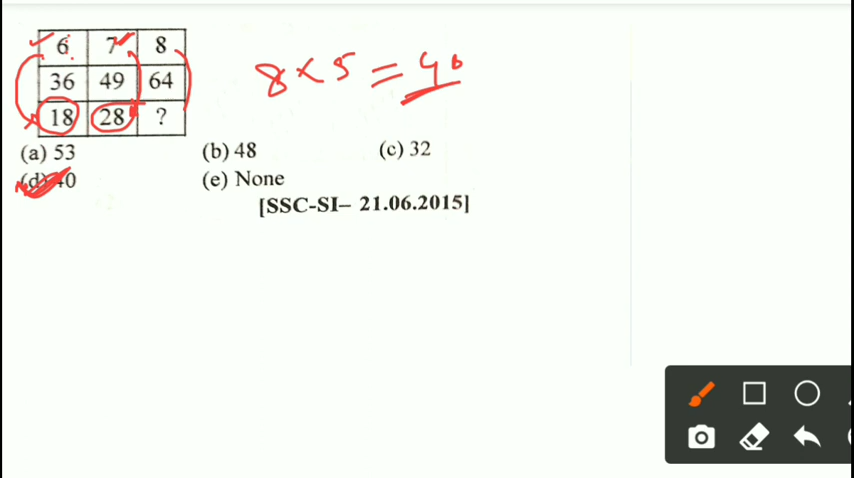 6 7 8
36 49 64
18 28 ?
8 × 5 = 40
(a) 53 (b) 48 (c) 32
(d) 40 (e) None
[SSC-SI– 21.06.2015]